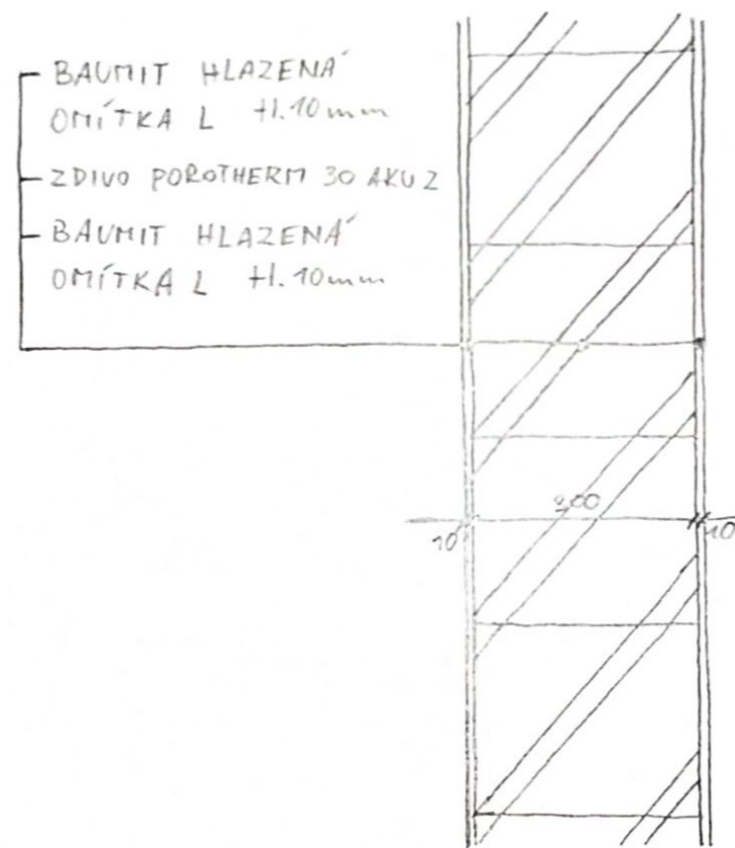 BAUMIT HLAZENÁ
OMÍTKA L tl. 10mm
ZDIVO POROTHERM 30 AKU Z
BAUMIT HLAZENÁ
OMÍTKA L tl. 10mm
300
10
10